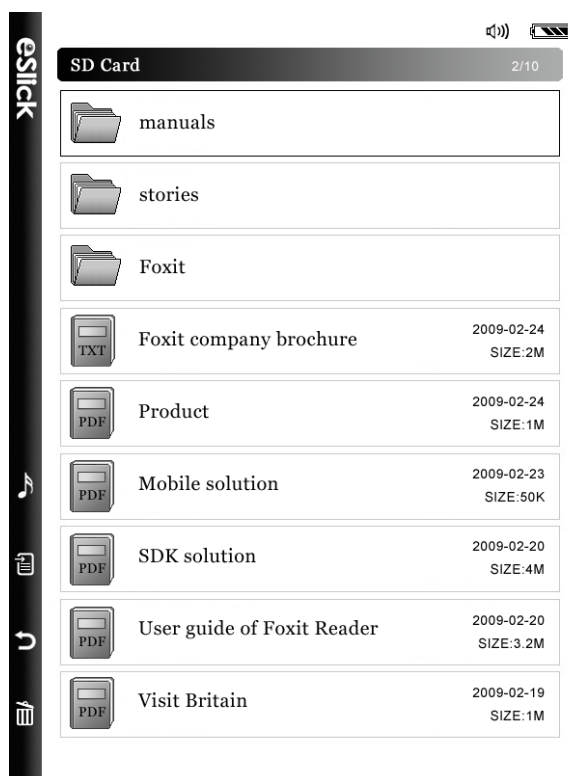 eSlick
SD Card 2/10
manuals
stories
Foxit
TXT Foxit company brochure 2009-02-24
SIZE:2M
PDF Product 2009-02-24
SIZE:1M
PDF Mobile solution 2009-02-23
SIZE:50K
PDF SDK solution 2009-02-20
SIZE:4M
PDF User guide of Foxit Reader 2009-02-20
SIZE:3.2M
PDF Visit Britain 2009-02-19
SIZE:1M